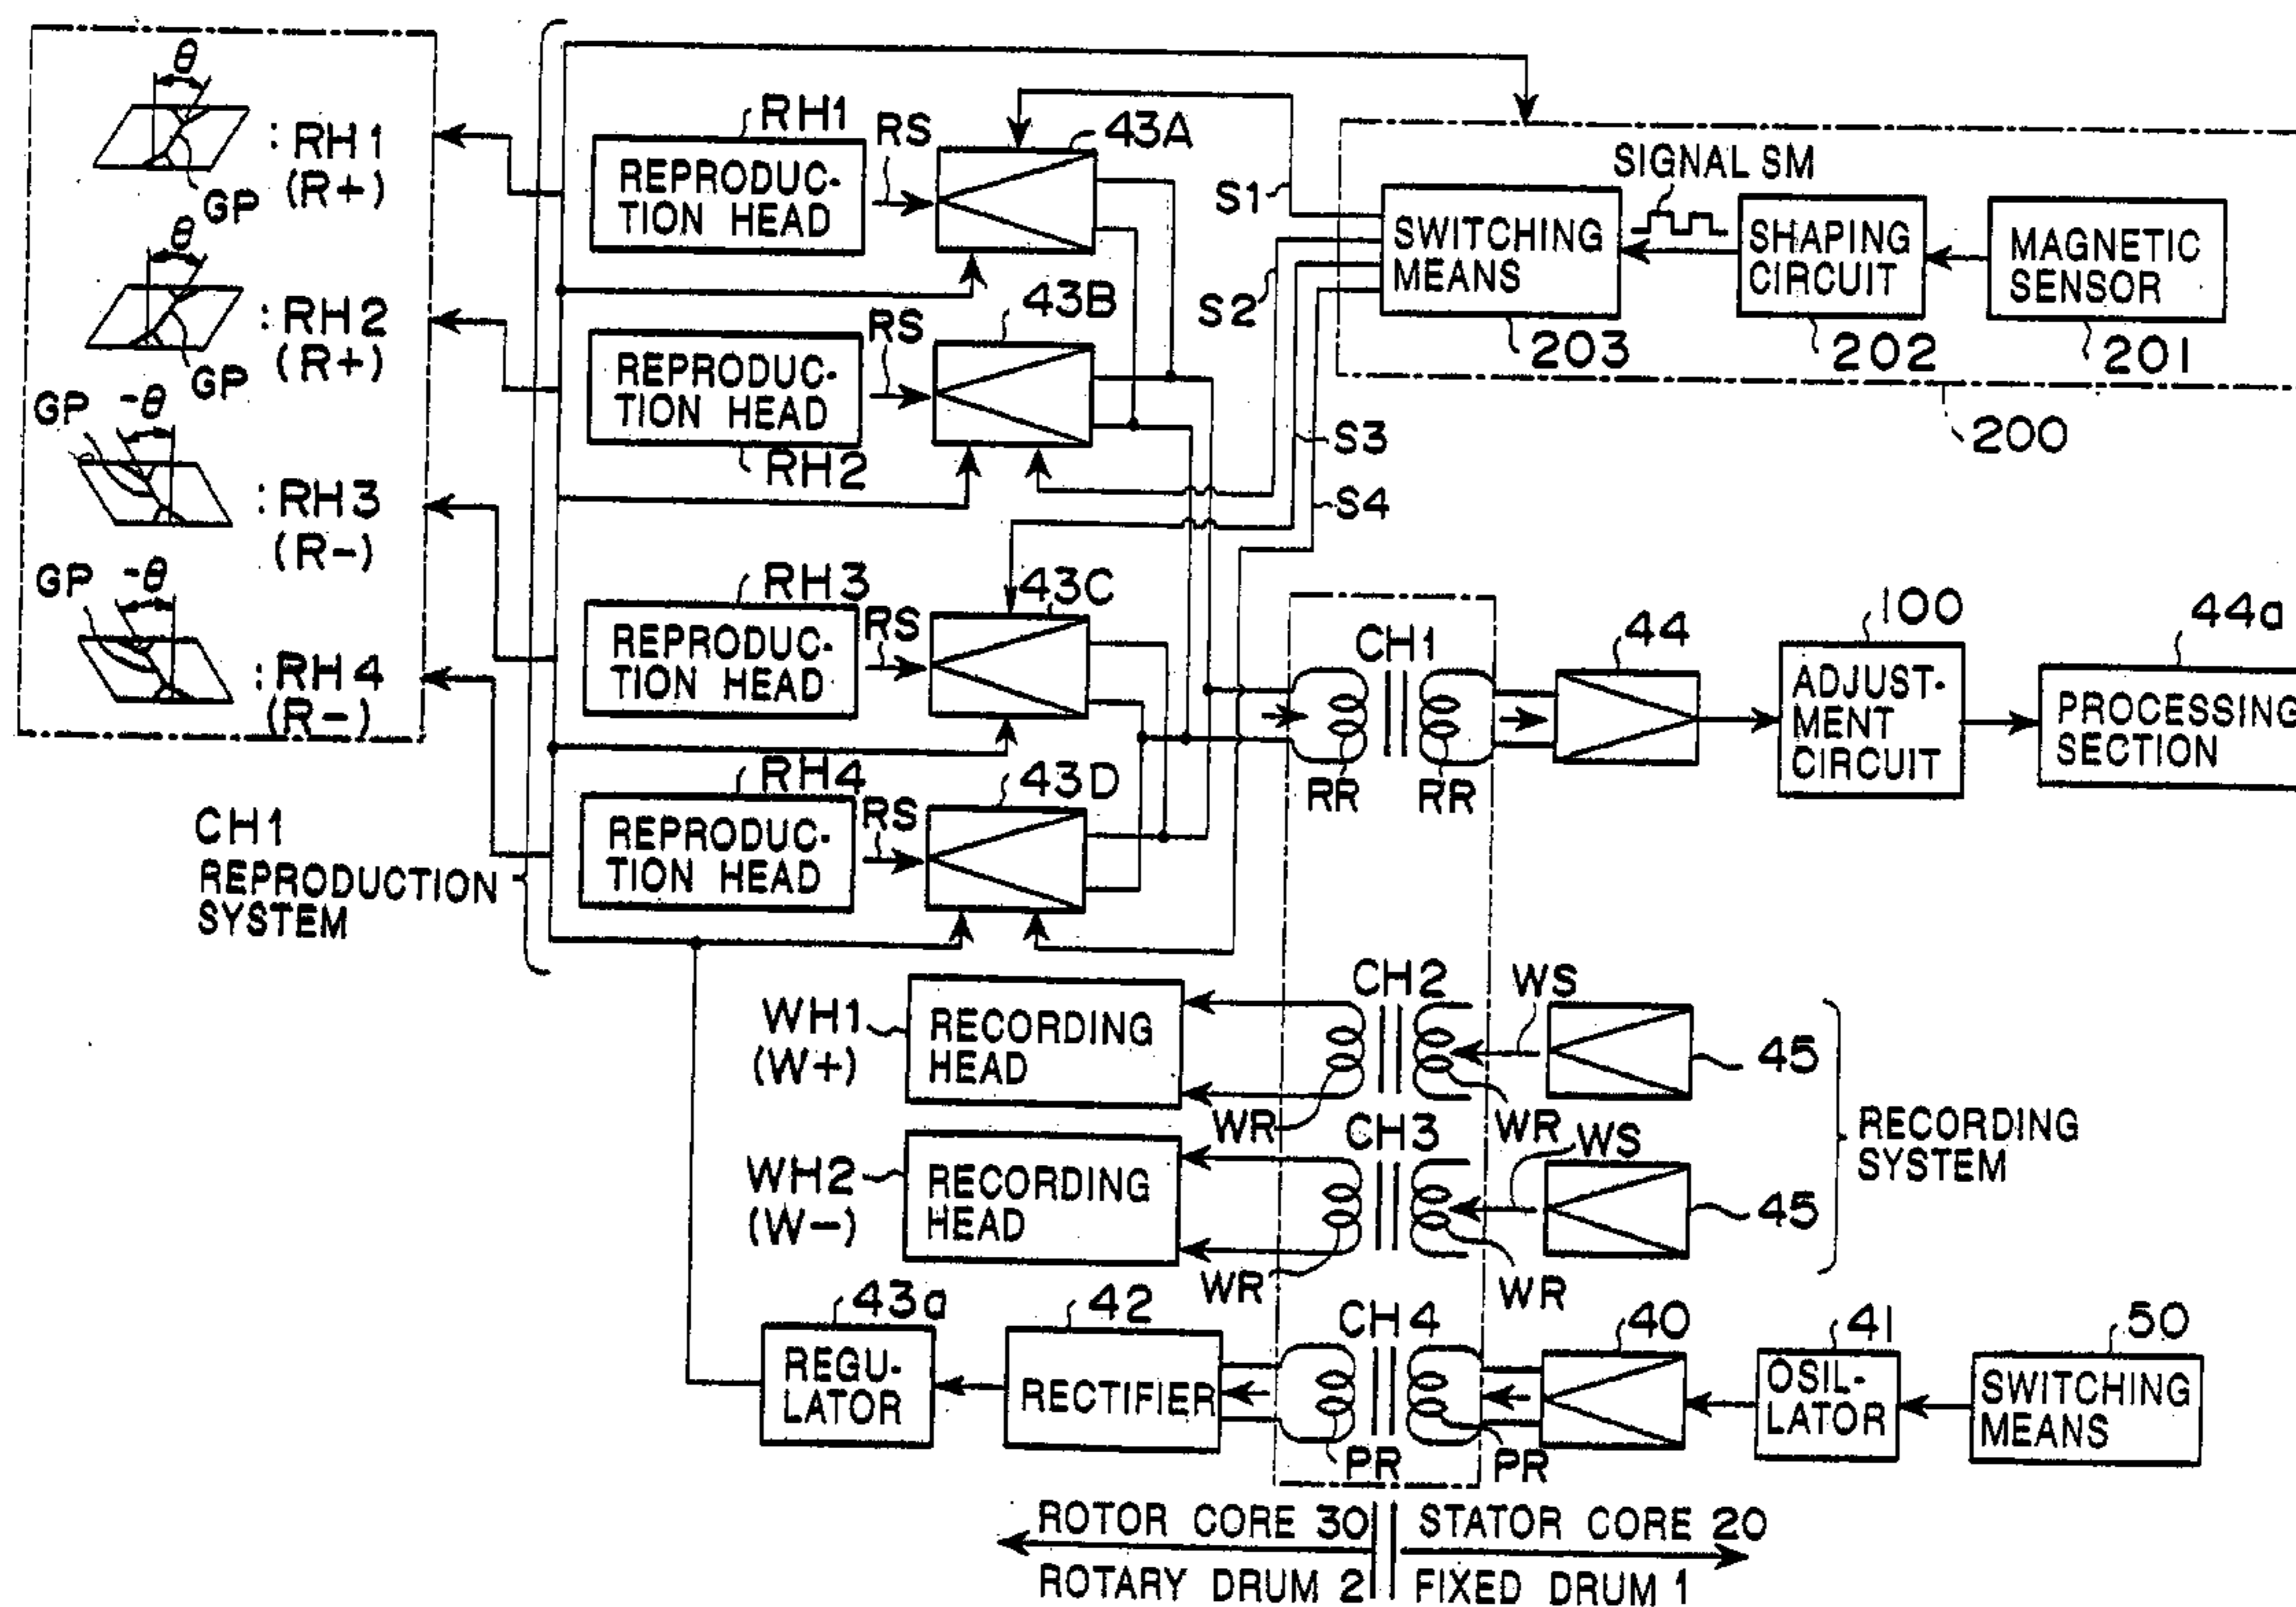 θ
: RH1
(R+)
GP
θ
: RH2
(R+)
GP
GP
-θ
: RH3
(R-)
GP
-θ
: RH4
(R-)
CH1
REPRODUCTION
SYSTEM
RH1
REPRODUC-
TION HEAD
RS
43A
REPRODUC-
TION HEAD
RH2
RS
43B
RH3
REPRODUC-
TION HEAD
RS
43C
RH4
REPRODUC-
TION HEAD
RS
43D
S1
S2
S3
S4
SIGNAL SM
SWITCHING
MEANS
203
SHAPING
CIRCUIT
202
MAGNETIC
SENSOR
201
200
CH1
RR
RR
44
100
ADJUST-
MENT
CIRCUIT
44a
PROCESSING
SECTION
WH1
(W+)
RECORDING
HEAD
CH2
WR
WR
WS
45
WH2
(W-)
RECORDING
HEAD
CH3
WR
WR
WS
45
RECORDING
SYSTEM
43a
REGU-
LATOR
42
RECTIFIER
CH4
PR
PR
40
41
OSIL-
LATOR
50
SWITCHING
MEANS
ROTOR CORE 30
STATOR CORE 20
ROTARY DRUM 2
FIXED DRUM 1